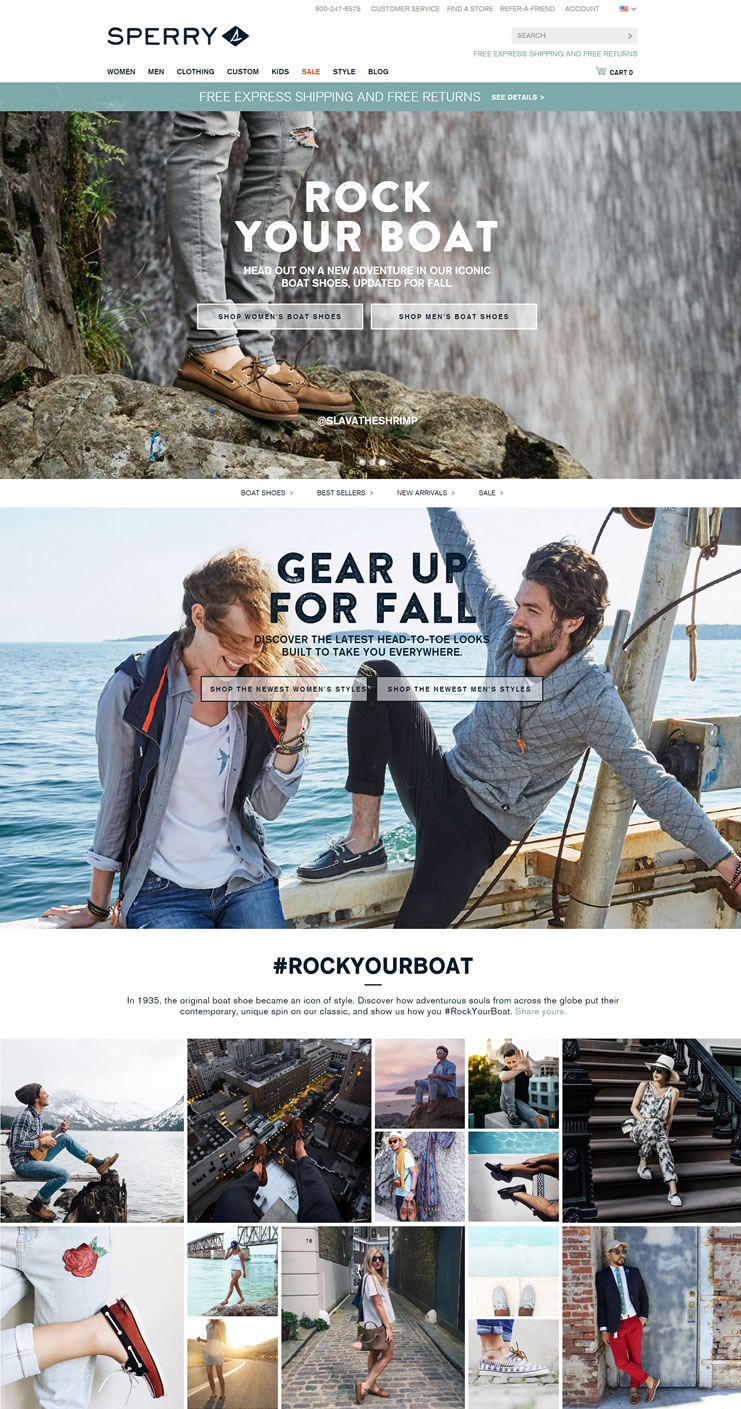 800-247-6575 CUSTOMER SERVICE FIND A STORE REFER-A-FRIEND ACCOUNT
SPERRY
SEARCH
FREE EXPRESS SHIPPING AND FREE RETURNS
WOMEN MEN CLOTHING CUSTOM KIDS SALE STYLE BLOG
CART 0
FREE EXPRESS SHIPPING AND FREE RETURNS SEE DETAILS >
ROCK
YOUR BOAT
HEAD OUT ON A NEW ADVENTURE IN OUR ICONIC
BOAT SHOES, UPDATED FOR FALL.
SHOP WOMEN'S BOAT SHOES SHOP MEN'S BOAT SHOES
@SLAVATHESHRIMP
BOAT SHOES > BEST SELLERS > NEW ARRIVALS > SALE >
GEAR UP
FOR FALL
DISCOVER THE LATEST HEAD-TO-TOE LOOKS
BUILT TO TAKE YOU EVERYWHERE.
SHOP THE NEWEST WOMEN'S STYLES SHOP THE NEWEST MEN'S STYLES
#ROCKYOURBOAT
In 1935, the original boat shoe became an icon of style. Discover how adventurous souls from across the globe put their
contemporary, unique spin on our classic, and show us how you #RockYourBoat. Share yours.